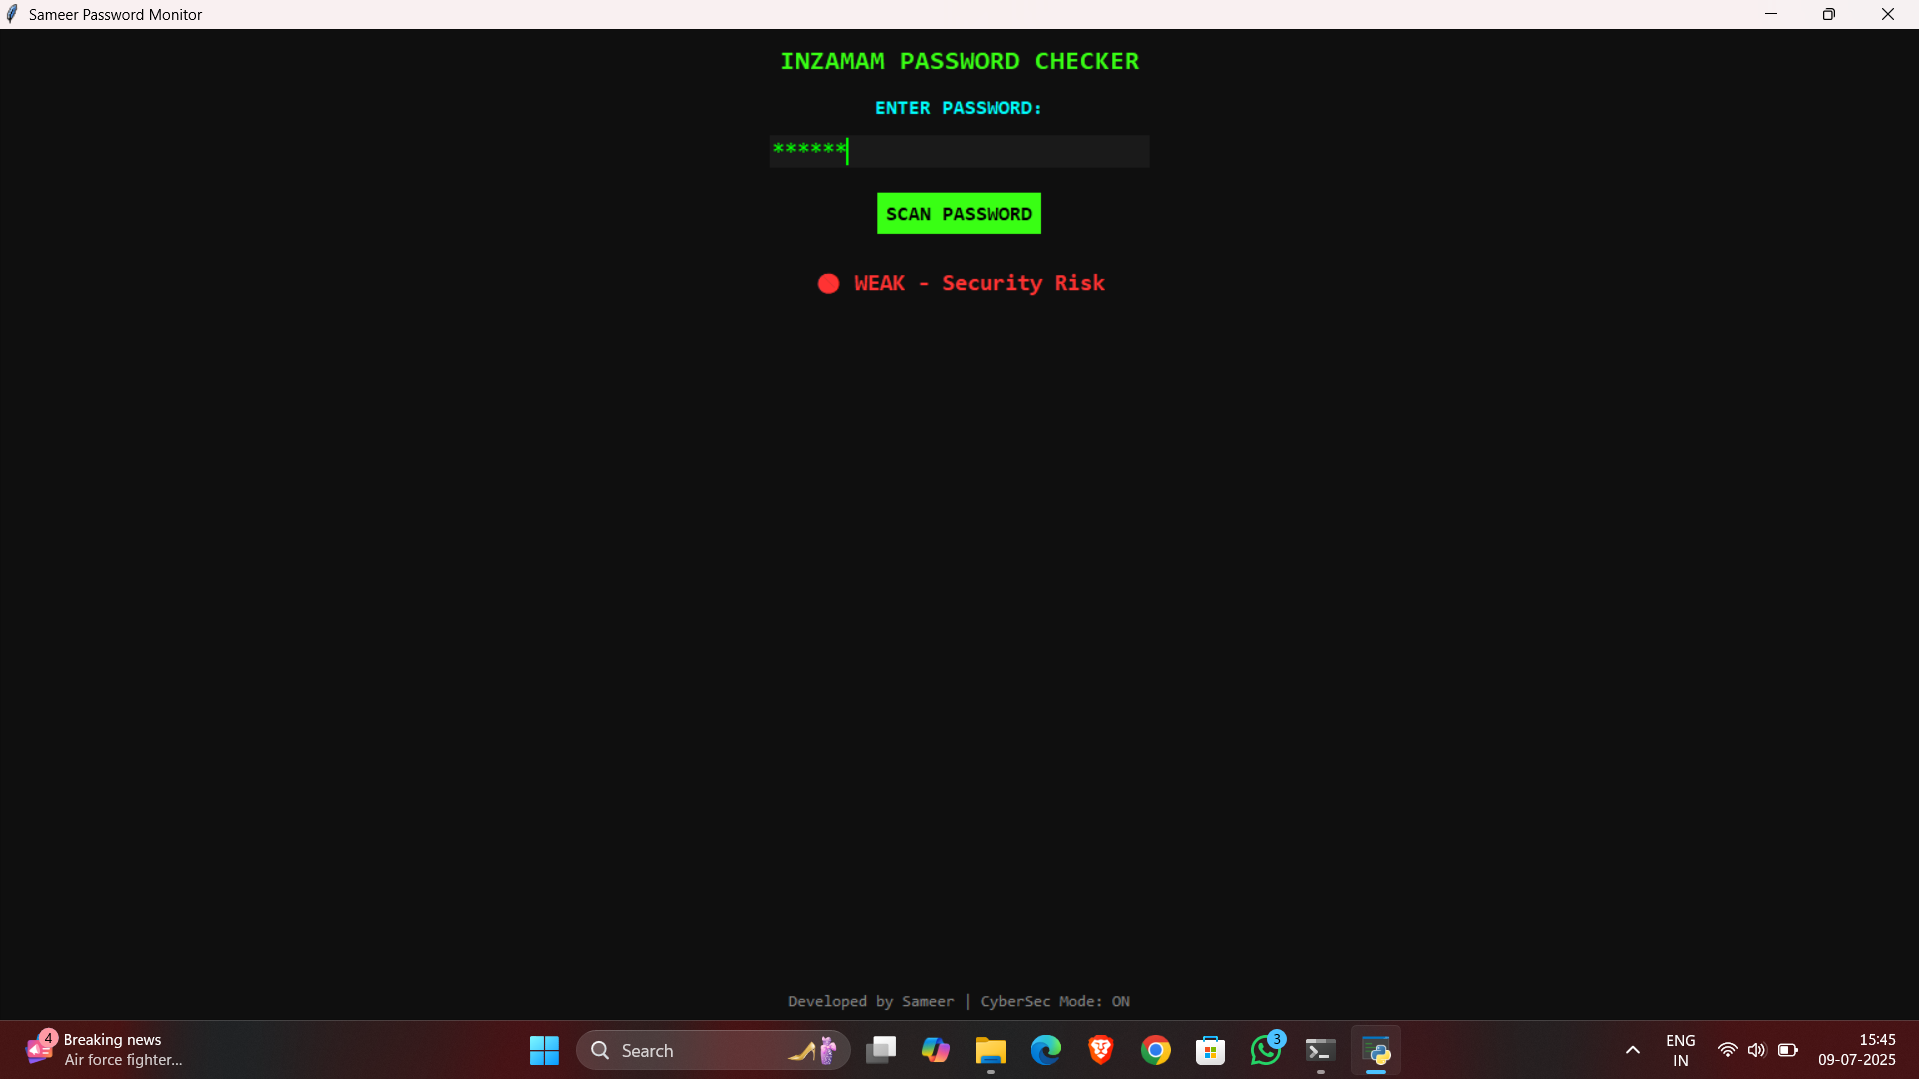 Sameer Password Monitor
INZAMAM PASSWORD CHECKER
ENTER PASSWORD:
******
SCAN PASSWORD
WEAK - Security Risk
Developed by Sameer | CyberSec Mode: ON
4
Breaking news
Air force fighter...
Search
3
ENG
IN
15:45
09-07-2025